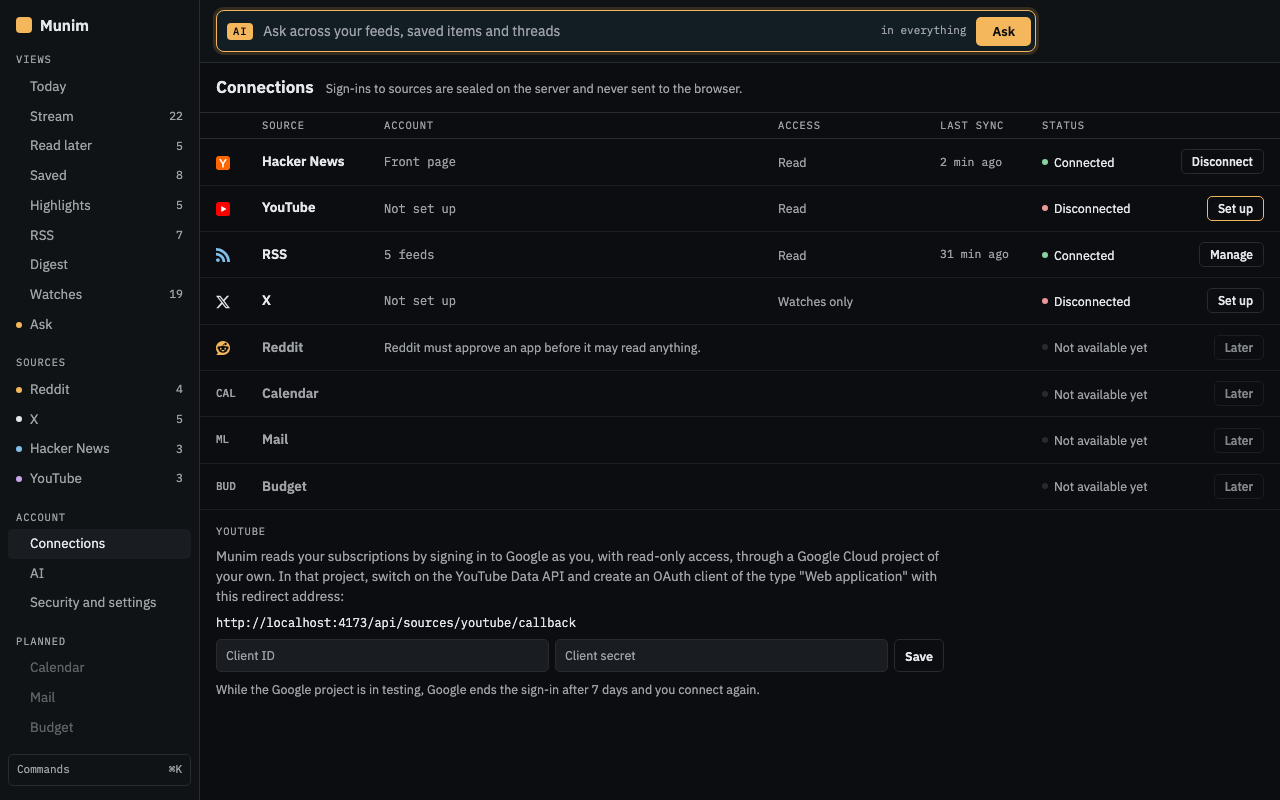 Munim
VIEWS
Today
Stream 22
Read later 5
Saved 8
Highlights 5
RSS 7
Digest
Watches 19
Ask
SOURCES
Reddit 4
X 5
Hacker News 3
YouTube 3
ACCOUNT
Connections
AI
Security and settings
PLANNED
Calendar
Mail
Budget
Commands ⌘K
AI Ask across your feeds, saved items and threads in everything Ask
Connections Sign-ins to sources are sealed on the server and never sent to the browser.
SOURCE ACCOUNT ACCESS LAST SYNC STATUS
Y Hacker News Front page Read 2 min ago Connected Disconnect
YouTube Not set up Read Disconnected Set up
RSS 5 feeds Read 31 min ago Connected Manage
X Not set up Watches only Disconnected Set up
Reddit Reddit must approve an app before it may read anything. Not available yet Later
CAL Calendar Not available yet Later
ML Mail Not available yet Later
BUD Budget Not available yet Later
YOUTUBE
Munim reads your subscriptions by signing in to Google as you, with read-only access, through a Google Cloud project of
your own. In that project, switch on the YouTube Data API and create an OAuth client of the type "Web application" with
this redirect address:
http://localhost:4173/api/sources/youtube/callback
Client ID Client secret Save
While the Google project is in testing, Google ends the sign-in after 7 days and you connect again.